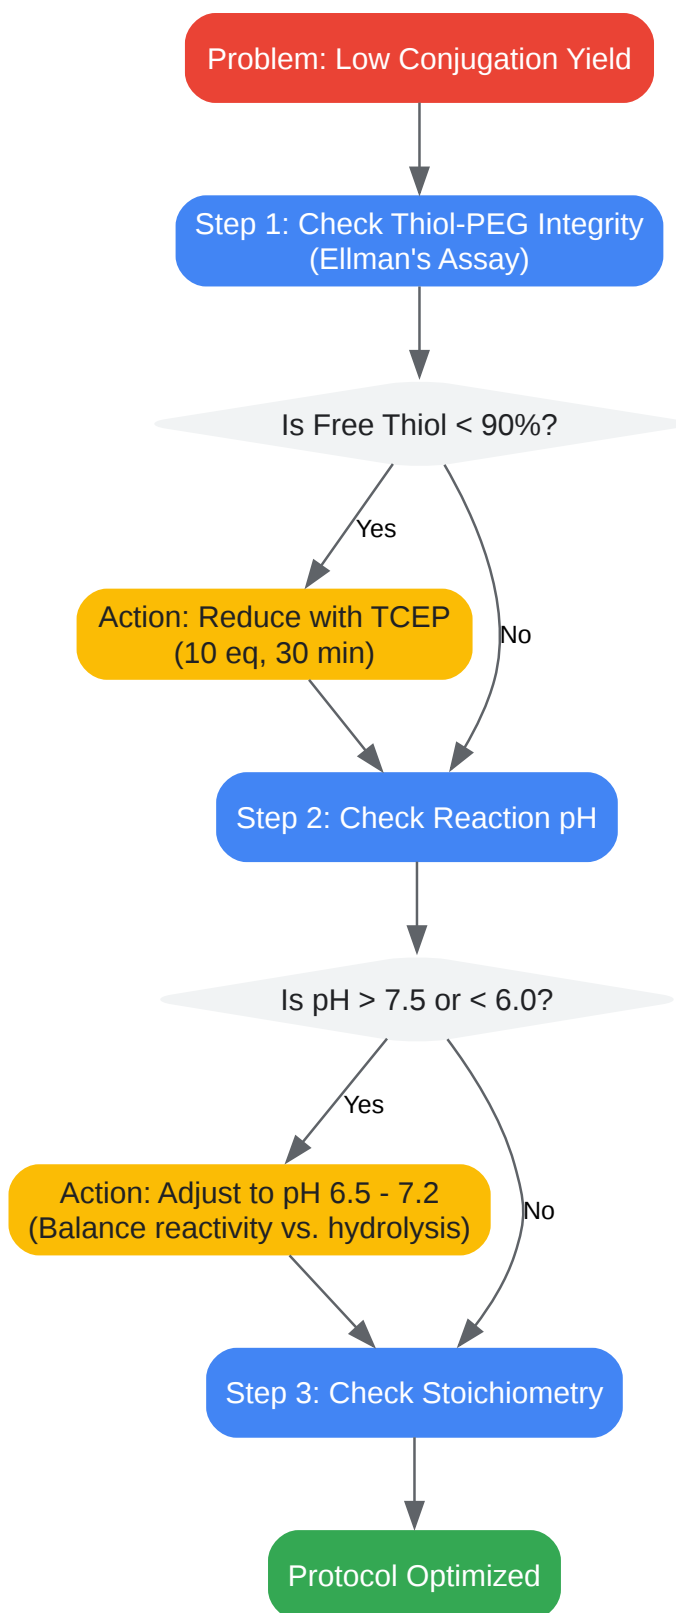 Problem: Low Conjugation Yield
Step 1: Check Thiol-PEG Integrity
(Ellman's Assay)
Is Free Thiol < 90%?
Yes
Action: Reduce with TCEP
(10 eq, 30 min)
No
Step 2: Check Reaction pH
Is pH > 7.5 or < 6.0?
Yes
Action: Adjust to pH 6.5 - 7.2
(Balance reactivity vs. hydrolysis)
No
Step 3: Check Stoichiometry
Protocol Optimized